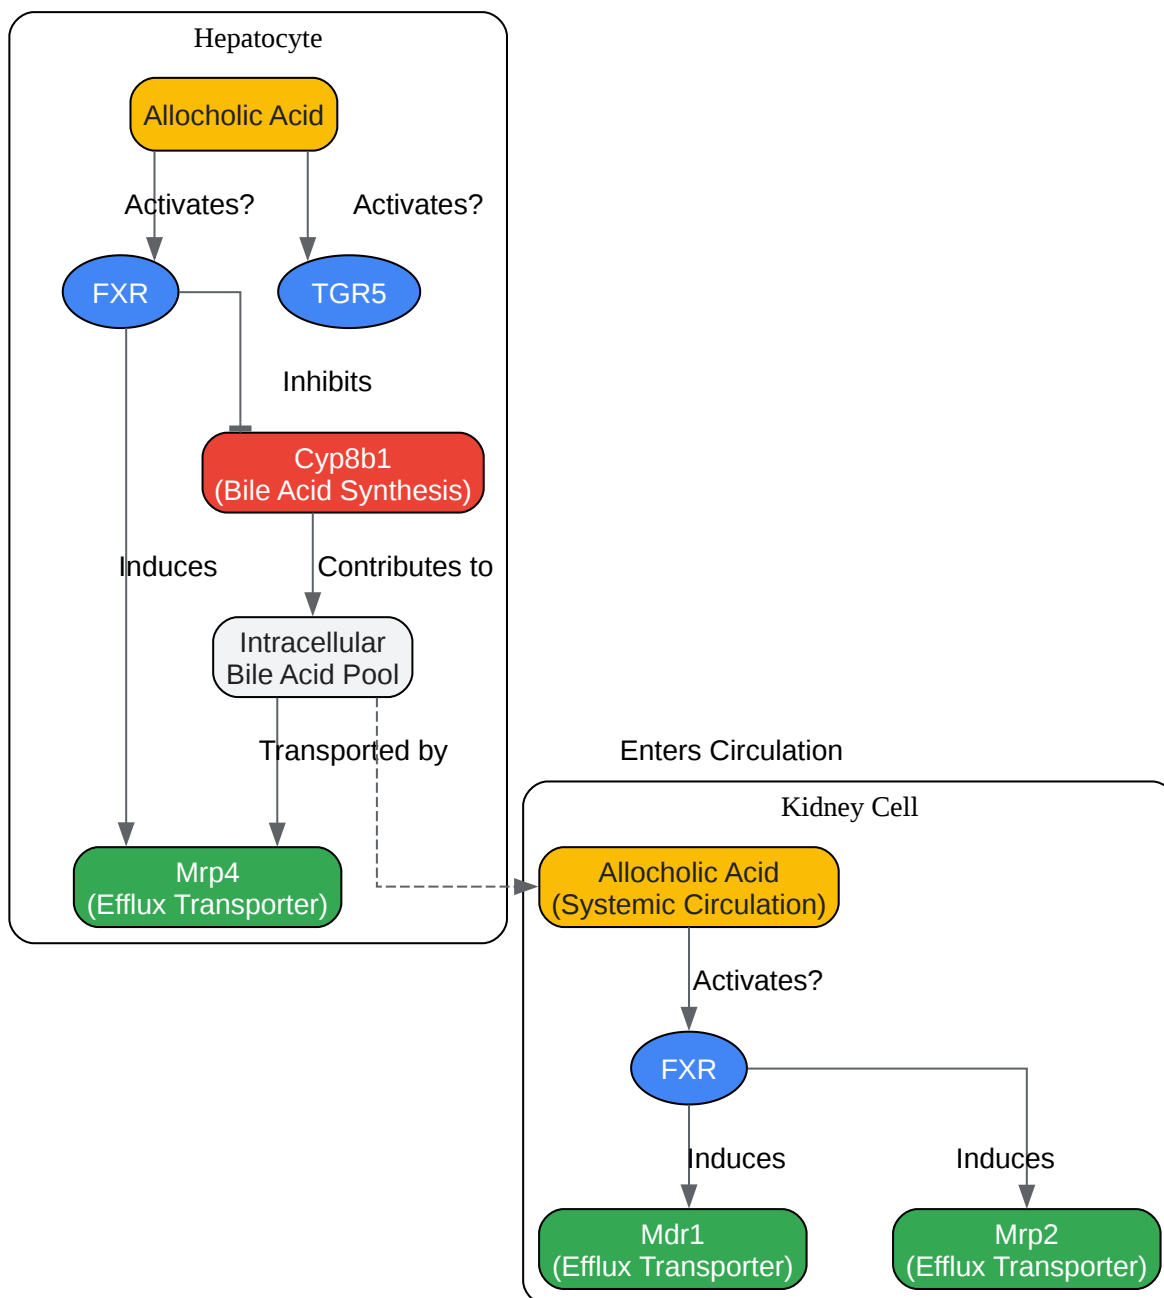 Hepatocyte
Allocholic Acid
Activates?
Activates?
FXR
TGR5
Inhibits
Cyp8b1
(Bile Acid Synthesis)
Induces
Contributes to
Intracellular
Bile Acid Pool
Transported by
Enters Circulation
Mrp4
(Efflux Transporter)
Kidney Cell
Allocholic Acid
(Systemic Circulation)
Activates?
FXR
Induces
Induces
Mdr1
(Efflux Transporter)
Mrp2
(Efflux Transporter)